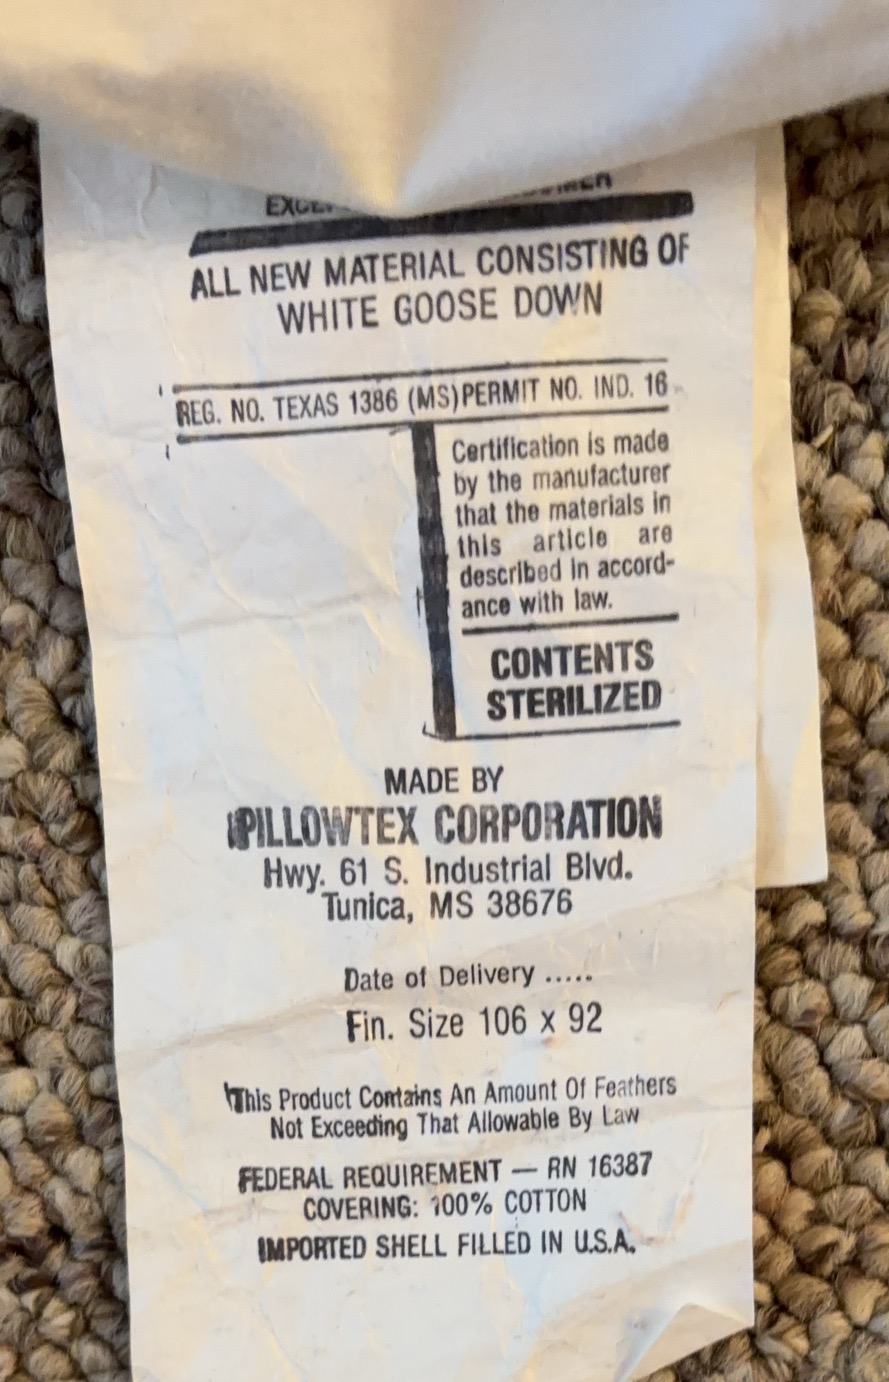 ALL NEW MATERIAL CONSISTING OF
WHITE GOOSE DOWN
REG. NO. TEXAS 1386 (MS) PERMIT NO. IND. 16
Certification is made
by the manufacturer
that the materials in
this article are
described in accord-
ance with law.
CONTENTS
STERILIZED
MADE BY
PILLOWTEX CORPORATION
Hwy. 61 S. Industrial Blvd.
Tunica, MS 38676
Date of Delivery .....
Fin. Size 106 x 92
This Product Contains An Amount Of Feathers
Not Exceeding That Allowable By Law
FEDERAL REQUIREMENT — RN 16387
COVERING: 100% COTTON
IMPORTED SHELL FILLED IN U.S.A.